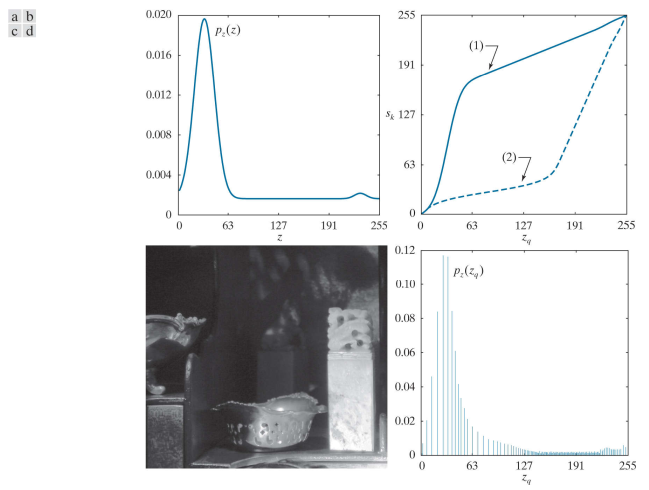 a b
c d
0.020
0.016
0.012
0.008
0.004
0
0 63 127 191 255
z
p_z(z)
255
191
127
63
0
s_k
(1)
(2)
0 63 127 191 255
z_q
0.12
0.10
0.08
0.06
0.04
0.02
0
p_z(z_q)
0 63 127 191 255
z_q